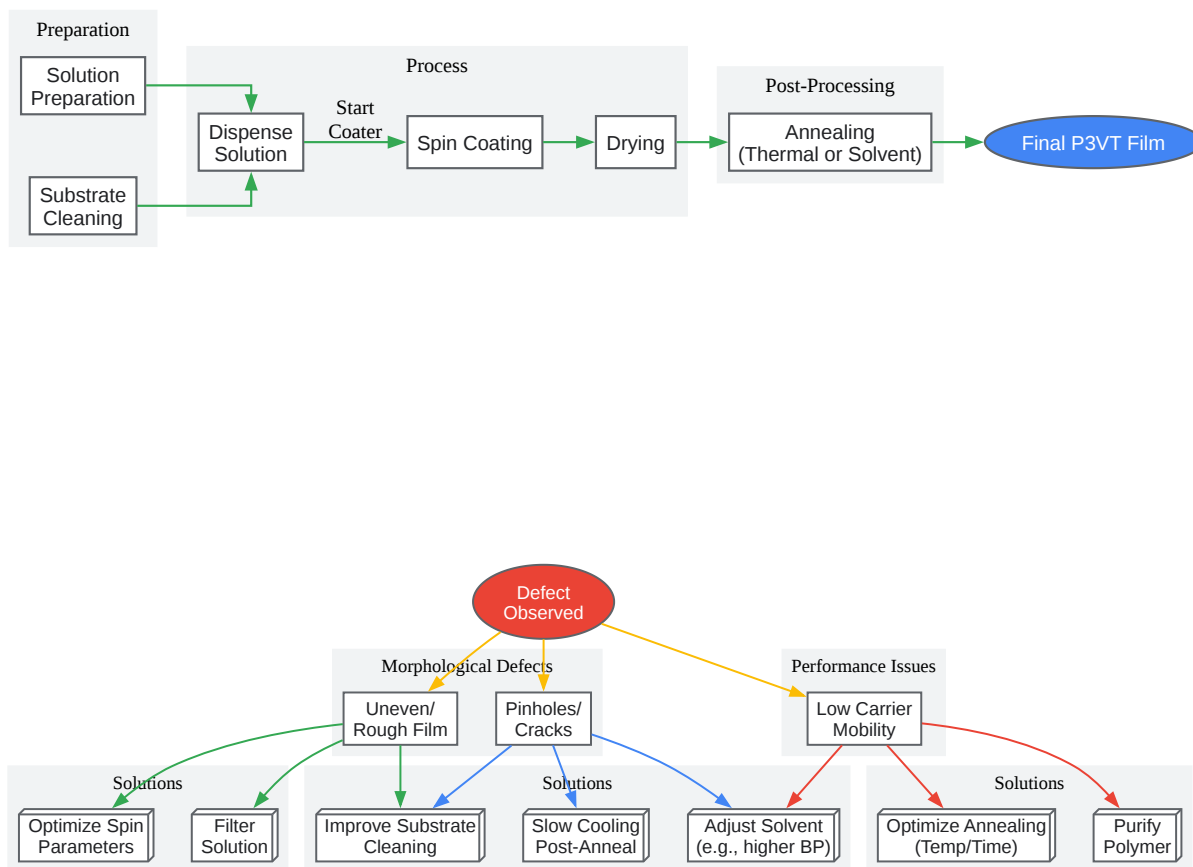 Preparation
Solution
Preparation
Substrate
Cleaning
Process
Dispense
Solution
Start
Coater
Spin Coating
Drying
Post-Processing
Annealing
(Thermal or Solvent)
Final P3VT Film
Defect
Observed
Morphological Defects
Uneven/
Rough Film
Pinholes/
Cracks
Performance Issues
Low Carrier
Mobility
Solutions
Optimize Spin
Parameters
Filter
Solution
Solutions
Improve Substrate
Cleaning
Slow Cooling
Post-Anneal
Adjust Solvent
(e.g., higher BP)
Solutions
Optimize Annealing
(Temp/Time)
Purify
Polymer